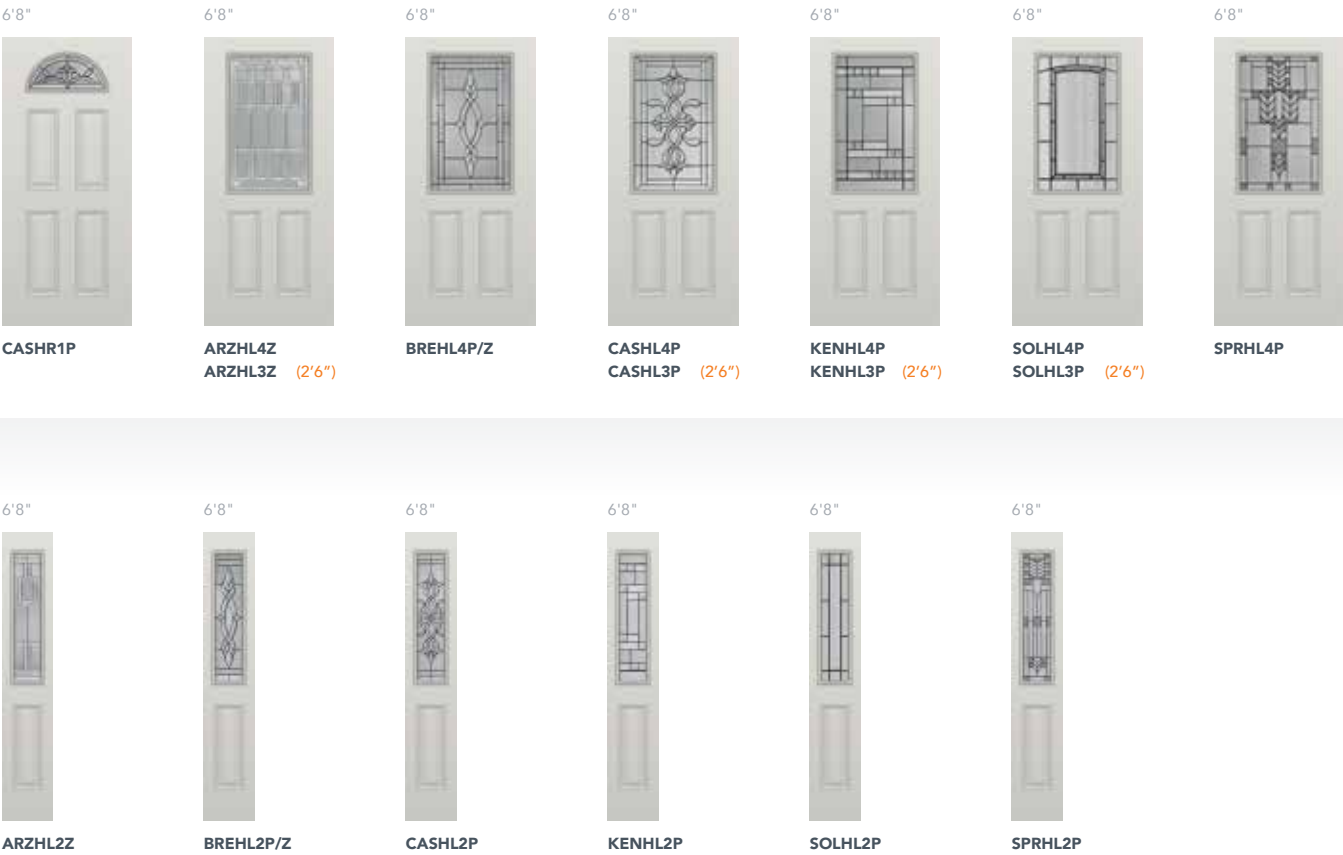 6'8" 6'8" 6'8" 6'8" 6'8" 6'8" 6'8"
CASHR1P ARZHL4Z BREHL4P/Z CASHL4P KENHL4P SOLHL4P SPRHL4P
ARZHL3Z (2'6") CASHL3P (2'6") KENHL3P (2'6") SOLHL3P (2'6")
6'8" 6'8" 6'8" 6'8" 6'8" 6'8"
ARZHL2Z BREHL2P/Z CASHL2P KENHL2P SOLHL2P SPRHL2P